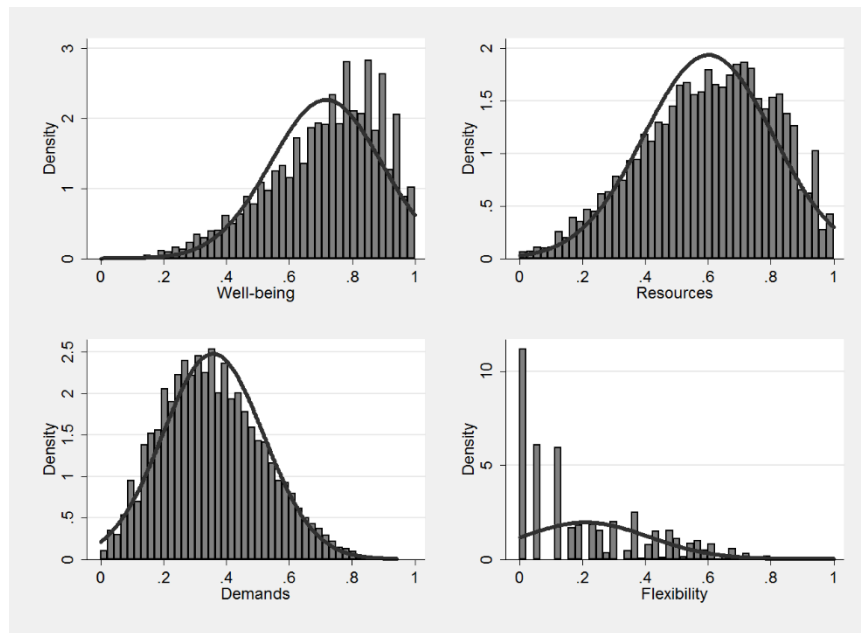 Density
0 1 2 3
0 .2 .4 .6 .8 1
Well-being
Density
0 .5 1 1.5 2
0 .2 .4 .6 .8 1
Resources
Density
0 .5 1 1.5 2 2.5
0 .2 .4 .6 .8 1
Demands
Density
0 5 10
0 .2 .4 .6 .8 1
Flexibility